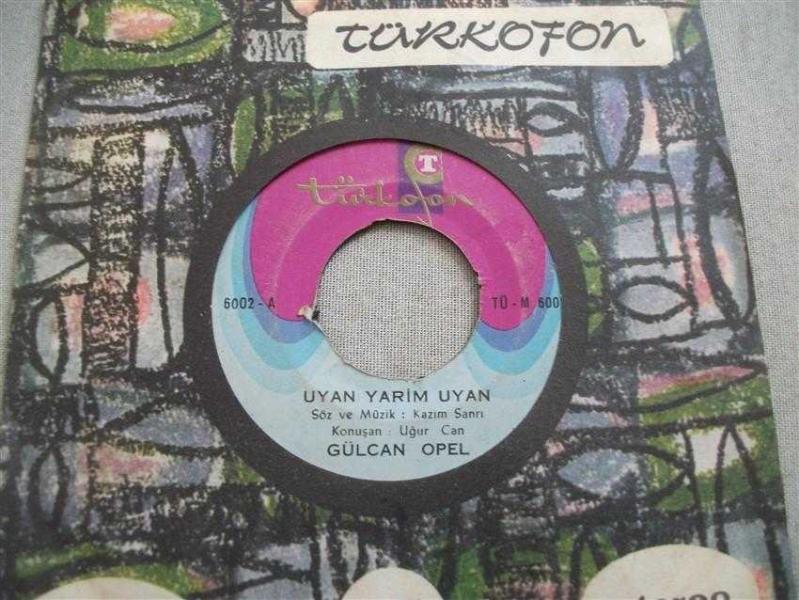 TÜRKOFON
T
türkofon
6002-A
TÜ-M 600
UYAN YARİM UYAN
Söz ve Müzik : Kazım Sanrı
Konuşan : Uğur Can
GÜLCAN OPEL